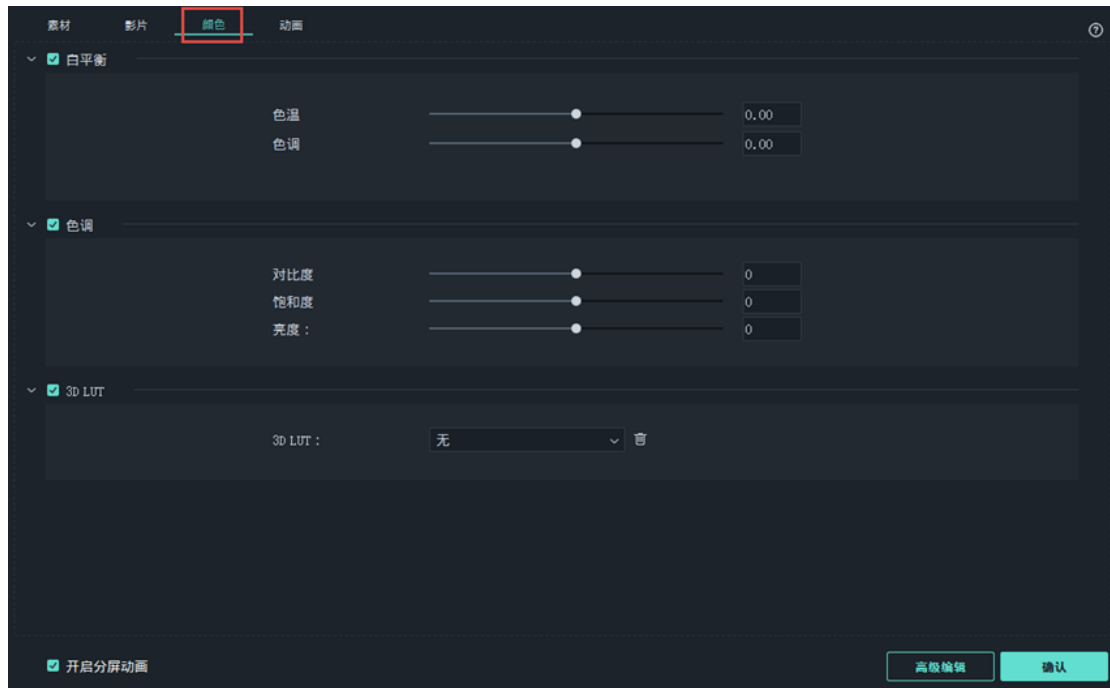 素材 影片 颜色 动画
白平衡
色温 0.00
色调 0.00
色调
对比度 0
饱和度 0
亮度： 0
3D LUT
3D LUT： 无
开启分屏动画 高级编辑 确认